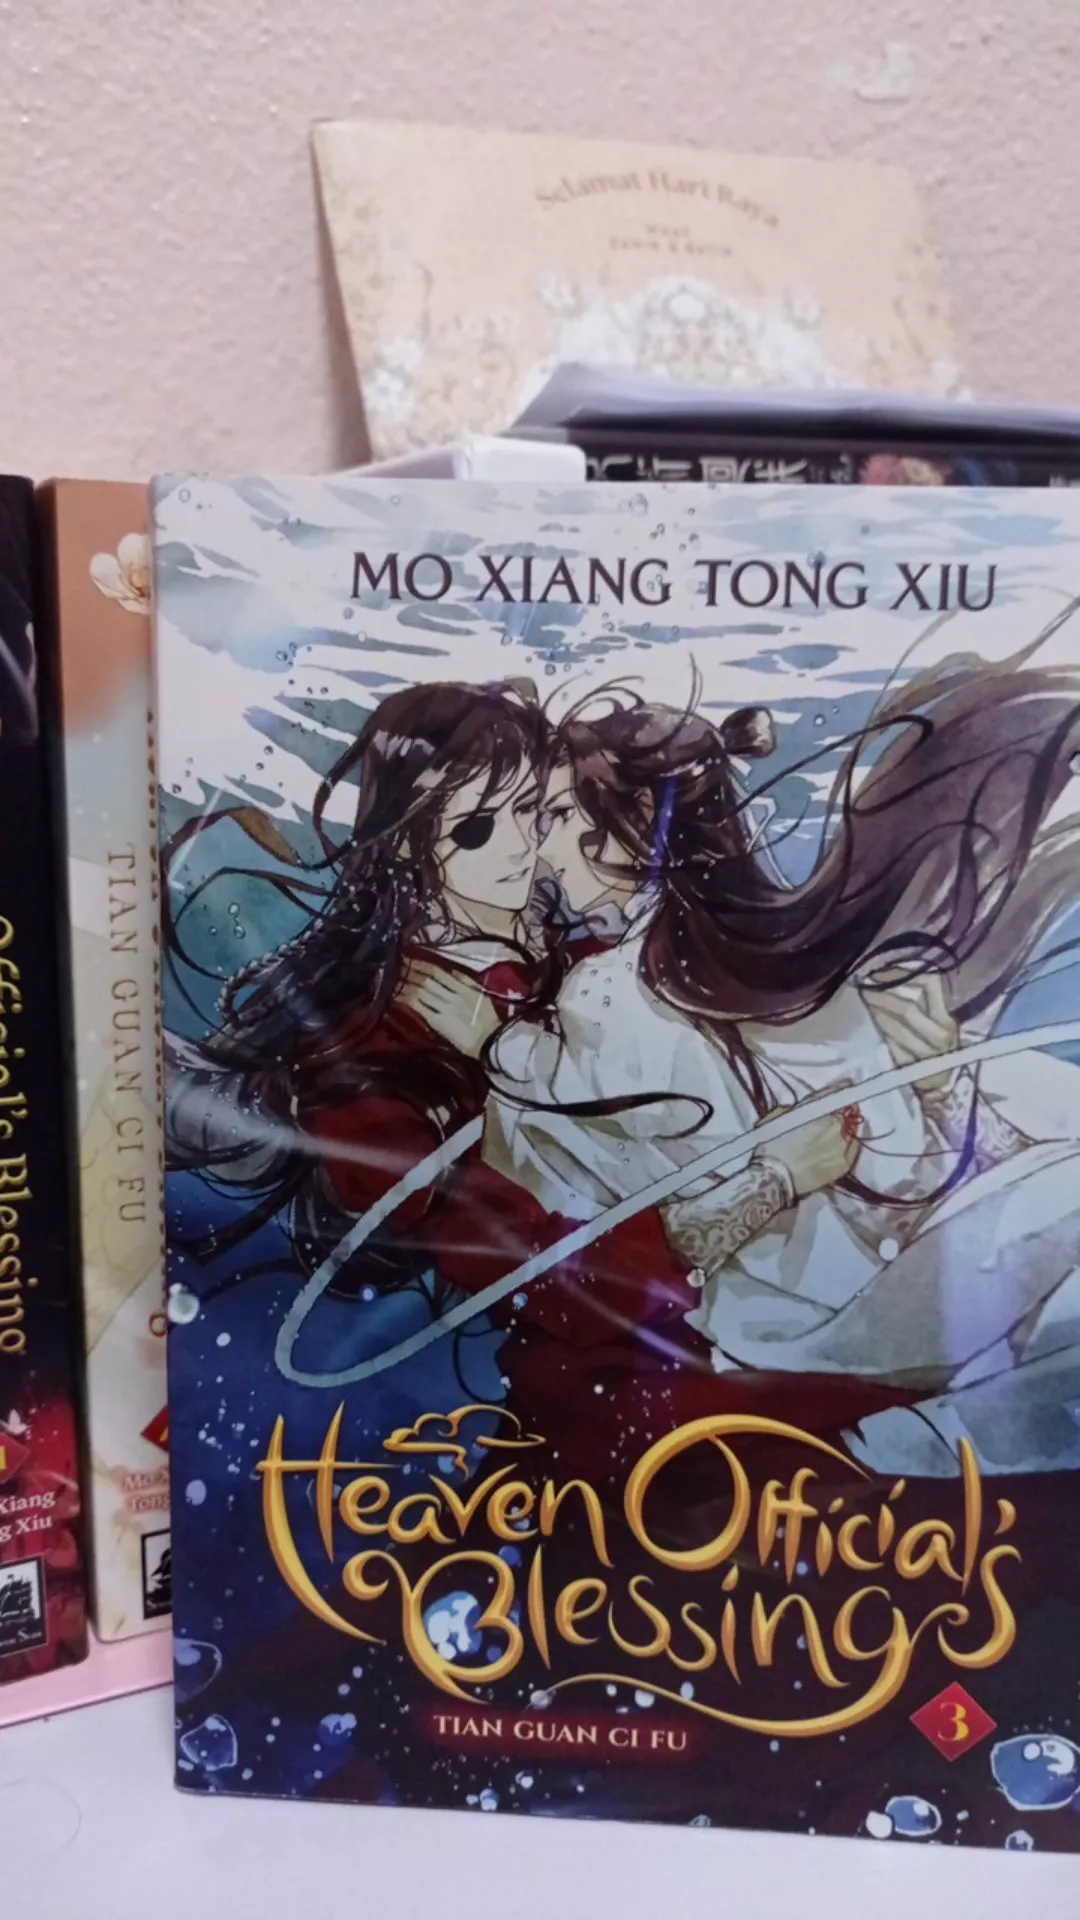 Selamat Hari Raya
MO XIANG TONG XIU
TIAN GUAN CI FU
Official's Blessing
Xiang
g Xiu
Heaven Official's
Blessing
TIAN GUAN CI FU
3